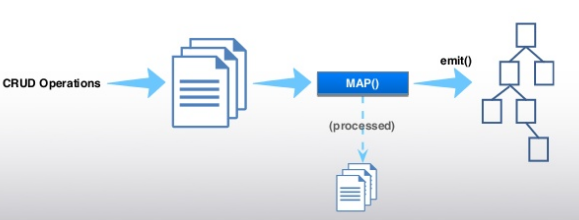 CRUD Operations
MAP()
emit()
(processed)